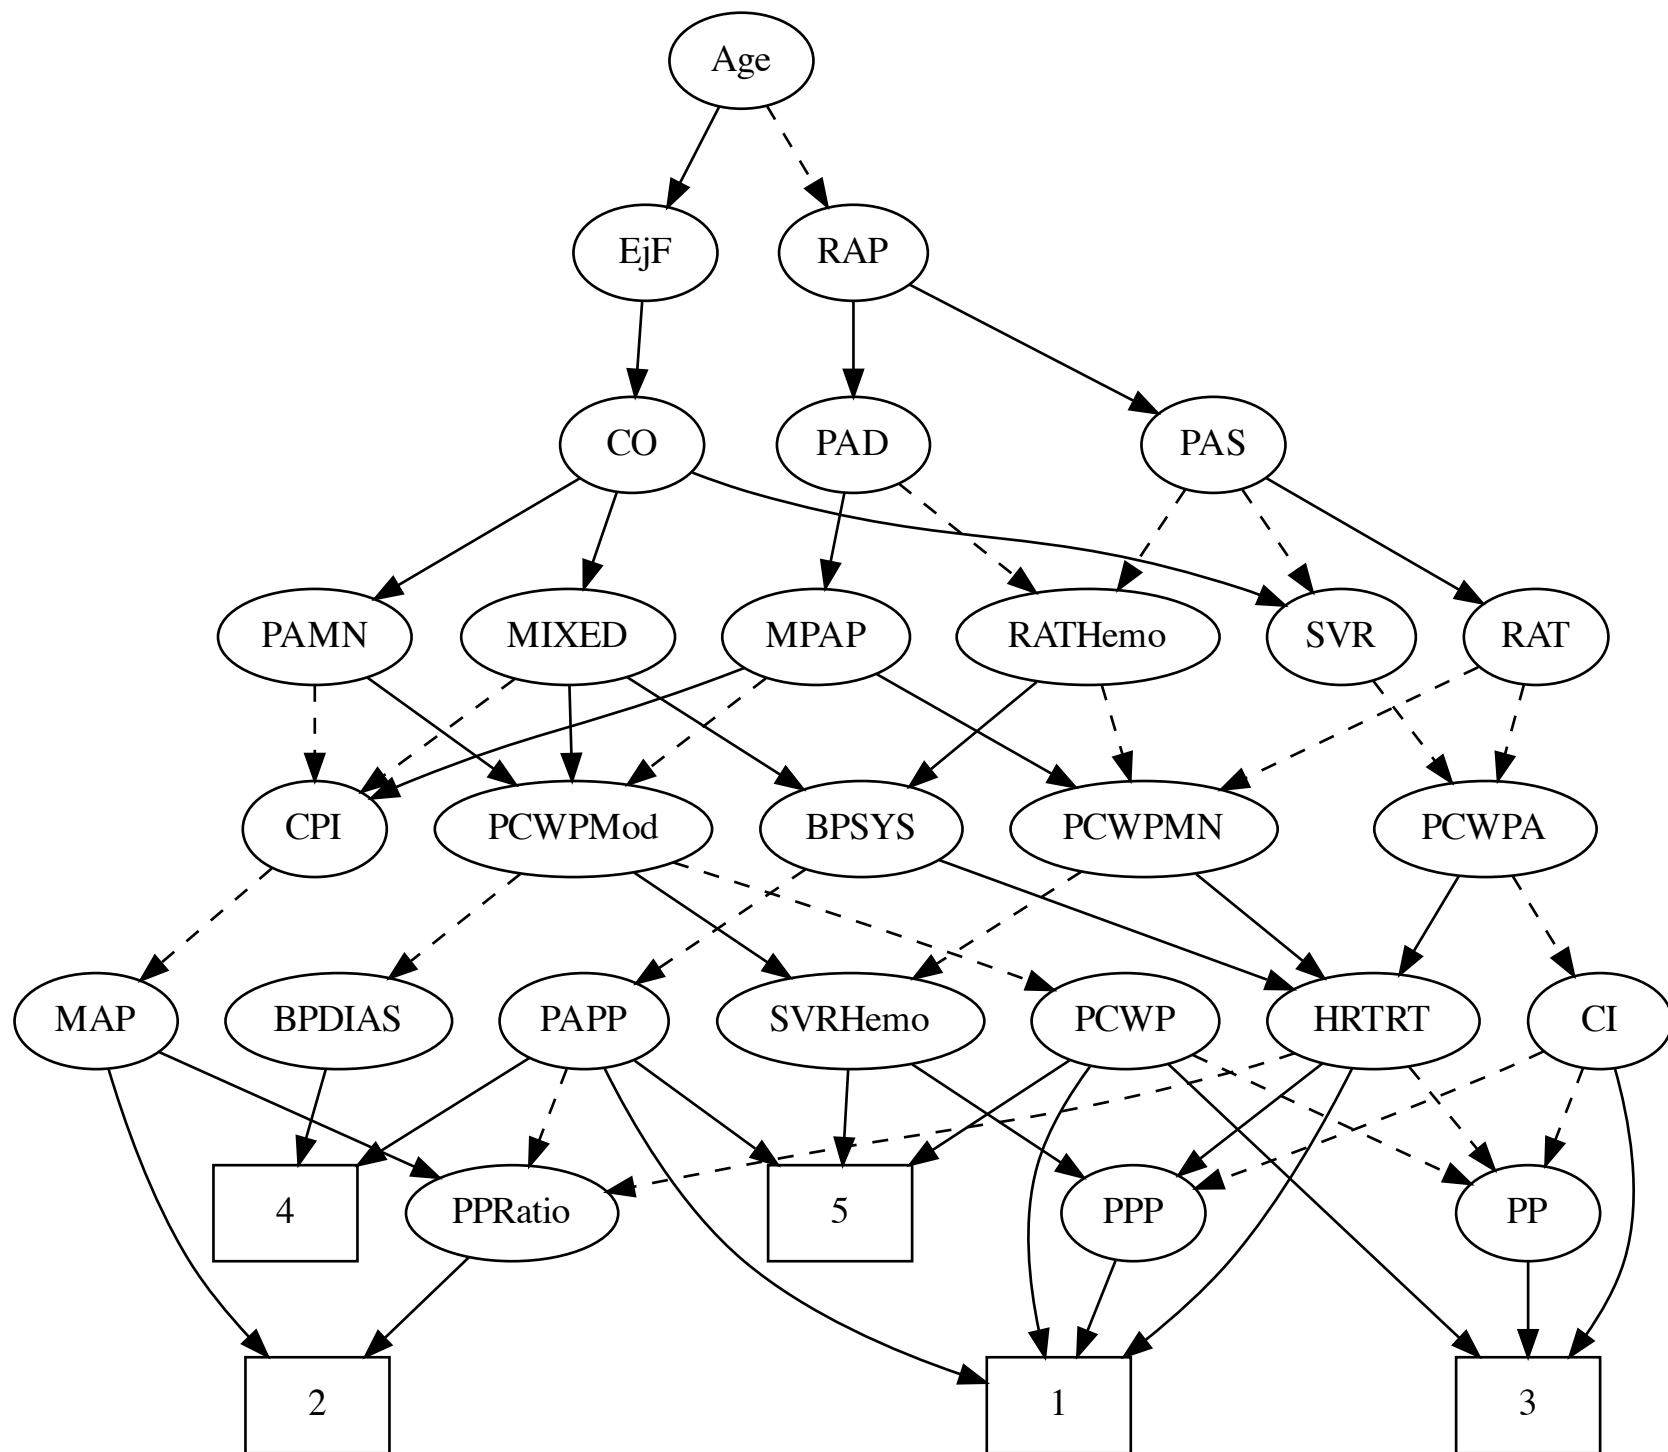 Age
EjF
RAP
CO
PAD
PAS
PAMN
MIXED
MPAP
RATHemo
SVR
RAT
CPI
PCWPMod
BPSYS
PCWPMN
PCWPA
MAP
BPDIAS
PAPP
SVRHemo
PCWP
HRTRT
CI
4
PPRatio
5
PPP
PP
2
1
3